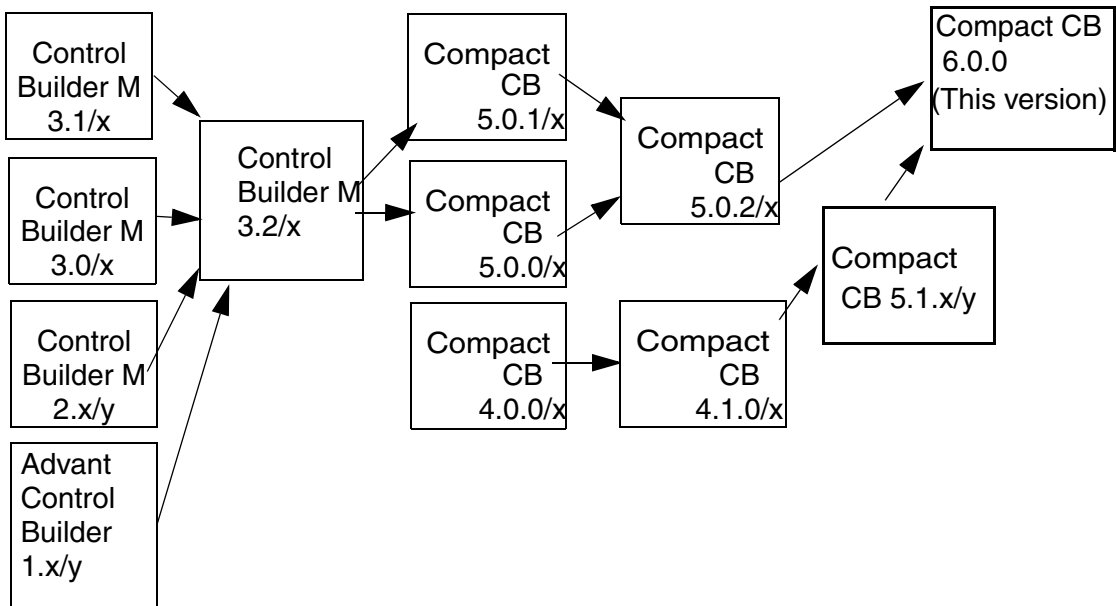 Control
Builder M
3.1/x
Control
Builder M
3.0/x
Control
Builder M
2.x/y
Advant
Control
Builder
1.x/y
Control
Builder M
3.2/x
Compact
CB
5.0.1/x
Compact
CB
5.0.0/x
Compact
CB
4.0.0/x
Compact
CB
5.0.2/x
Compact
CB
4.1.0/x
Compact CB
6.0.0
(This version)
Compact
CB 5.1.x/y